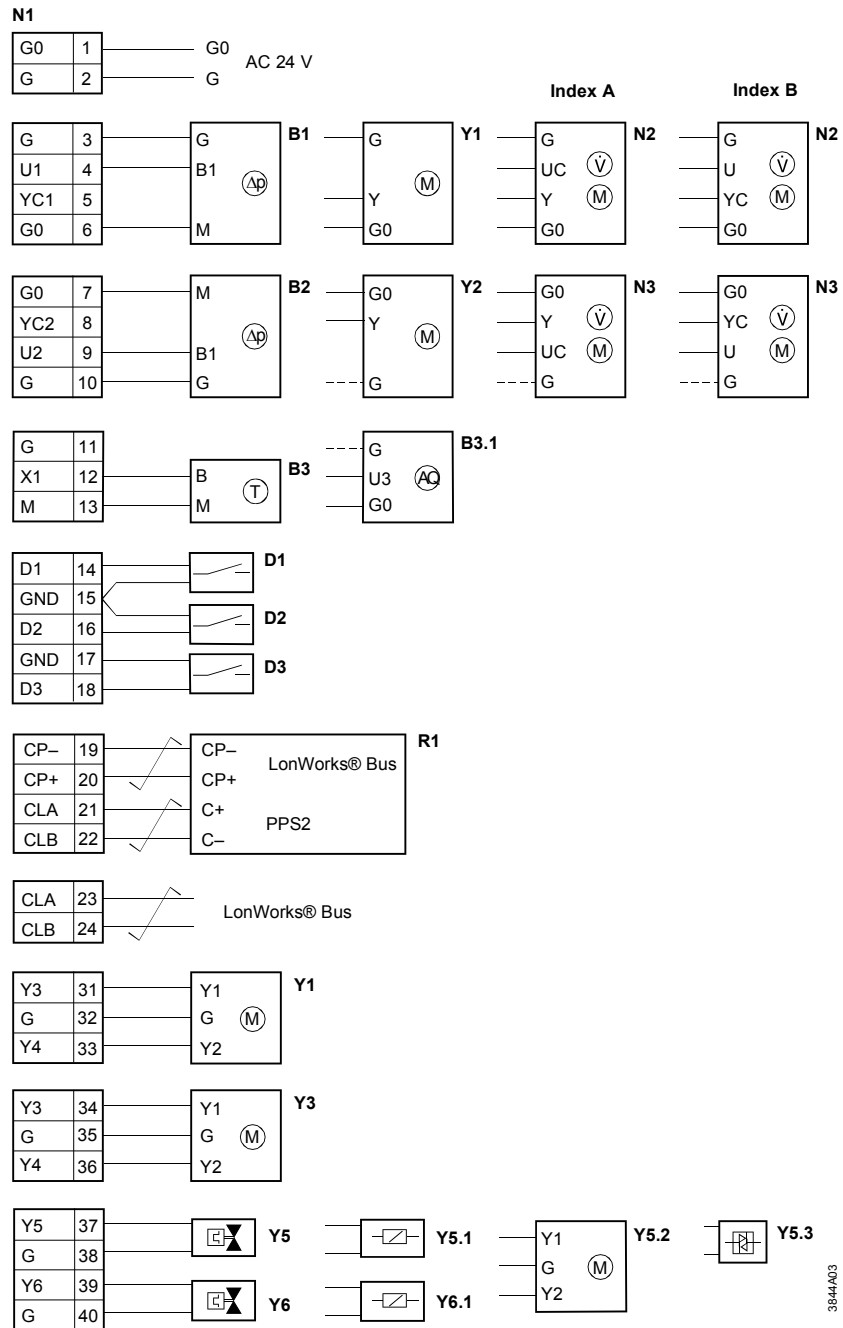 N1
G0 1 G0
AC 24 V
G 2 G
Index A Index B
G 3 G B1 G Y1 G N2 G N2
U1 4 B1 Δp M UC V̇ U V̇
YC1 5 Y Y M YC M
G0 6 M G0 G0 G0
G0 7 M B2 G0 Y2 G0 N3 G0 N3
YC2 8 Δp Y M Y V̇ YC V̇
U2 9 B1 UC M U M
G 10 G G G G
G 11 G B3.1
X1 12 B T B3 U3 AQ
M 13 M G0
D1 14 D1
GND 15
D2 16 D2
GND 17 D3
D3 18
CP– 19 CP– LonWorks® Bus R1
CP+ 20 CP+
CLA 21 C+ PPS2
CLB 22 C–
CLA 23
LonWorks® Bus
CLB 24
Y3 31 Y1 Y1
G 32 G M
Y4 33 Y2
Y3 34 Y1 Y3
G 35 G M
Y4 36 Y2
Y5 37 Y5 Y5.1 Y1 Y5.2 Y5.3
G 38 G M
Y6 39 Y6 Y6.1 Y2
G 40
3844A03